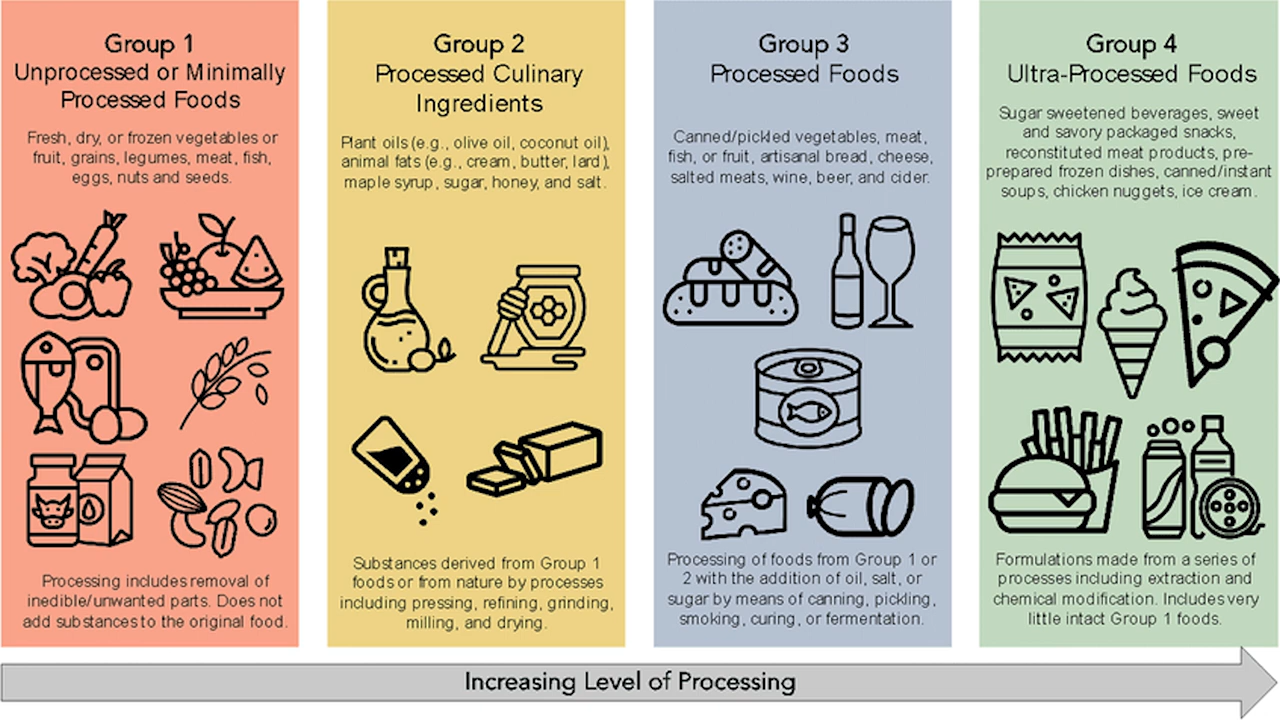 Group 1
Unprocessed or Minimally
Processed Foods
Fresh, dry, or frozen vegetables or
fruit, grains, legumes, meat, fish,
eggs, nuts and seeds.
Processing includes removal of
inedible/unwanted parts. Does not
add substances to the original food.
Group 2
Processed Culinary
Ingredients
Plant oils (e.g., olive oil, coconut oil),
animal fats (e.g., cream, butter, lard),
maple syrup, sugar, honey, and salt.
Substances derived from Group 1
foods or from nature by processes
including pressing, refining, grinding,
milling, and drying.
Group 3
Processed Foods
Canned/pickled vegetables, meat,
fish, or fruit, artisanal bread, cheese,
salted meats, wine, beer, and cider.
Processing of foods from Group 1 or
2 with the addition of oil, salt, or
sugar by means of canning, pickling,
smoking, curing, or fermentation.
Group 4
Ultra-Processed Foods
Sugar sweetened beverages, sweet
and savory packaged snacks,
reconstituted meat products, pre-
prepared frozen dishes, canned/instant
soups, chicken nuggets, ice cream.
Formulations made from a series of
processes including extraction and
chemical modification. Includes very
little intact Group 1 foods.
Increasing Level of Processing